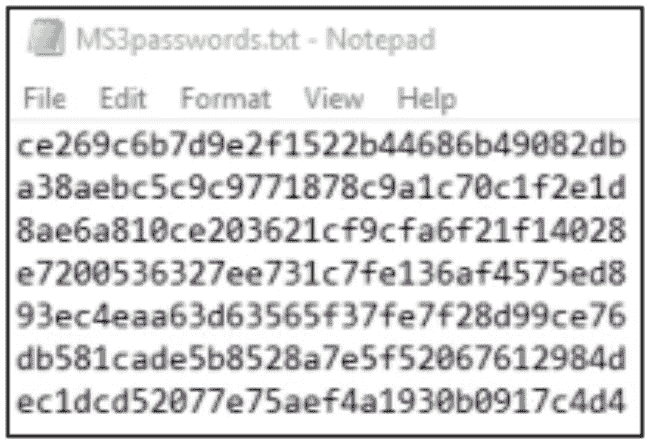 MS3passwords.txt - Notepad
File Edit Format View Help
ce269c6b7d9e2f1522b44686b49082db
a38aebc5c9c9771878c9a1c70c1f2e1d
8ae6a810ce203621cf9cfa6f21f14028
e7200536327ee731c7fe136af4575ed8
93ec4eaa63d63565f37fe7f28d99ce76
db581cade5b8528a7e5f52067612984d
ec1dcd52077e75aef4a1930b0917c4d4